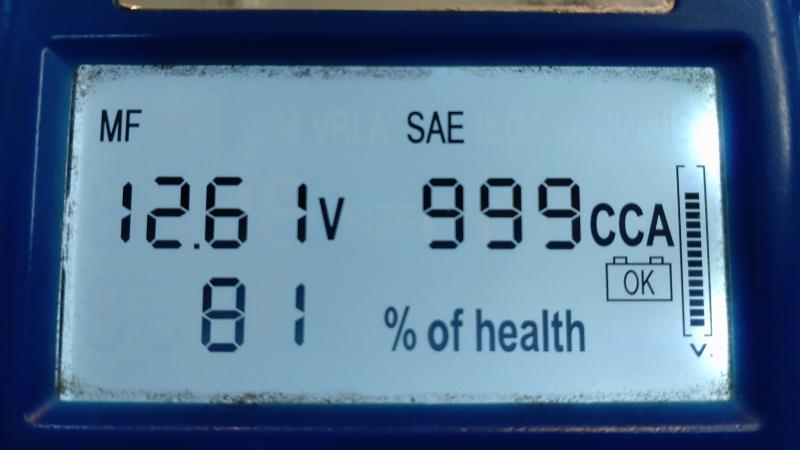 MF SAE
12.61V 999CCA
OK
81 % of health